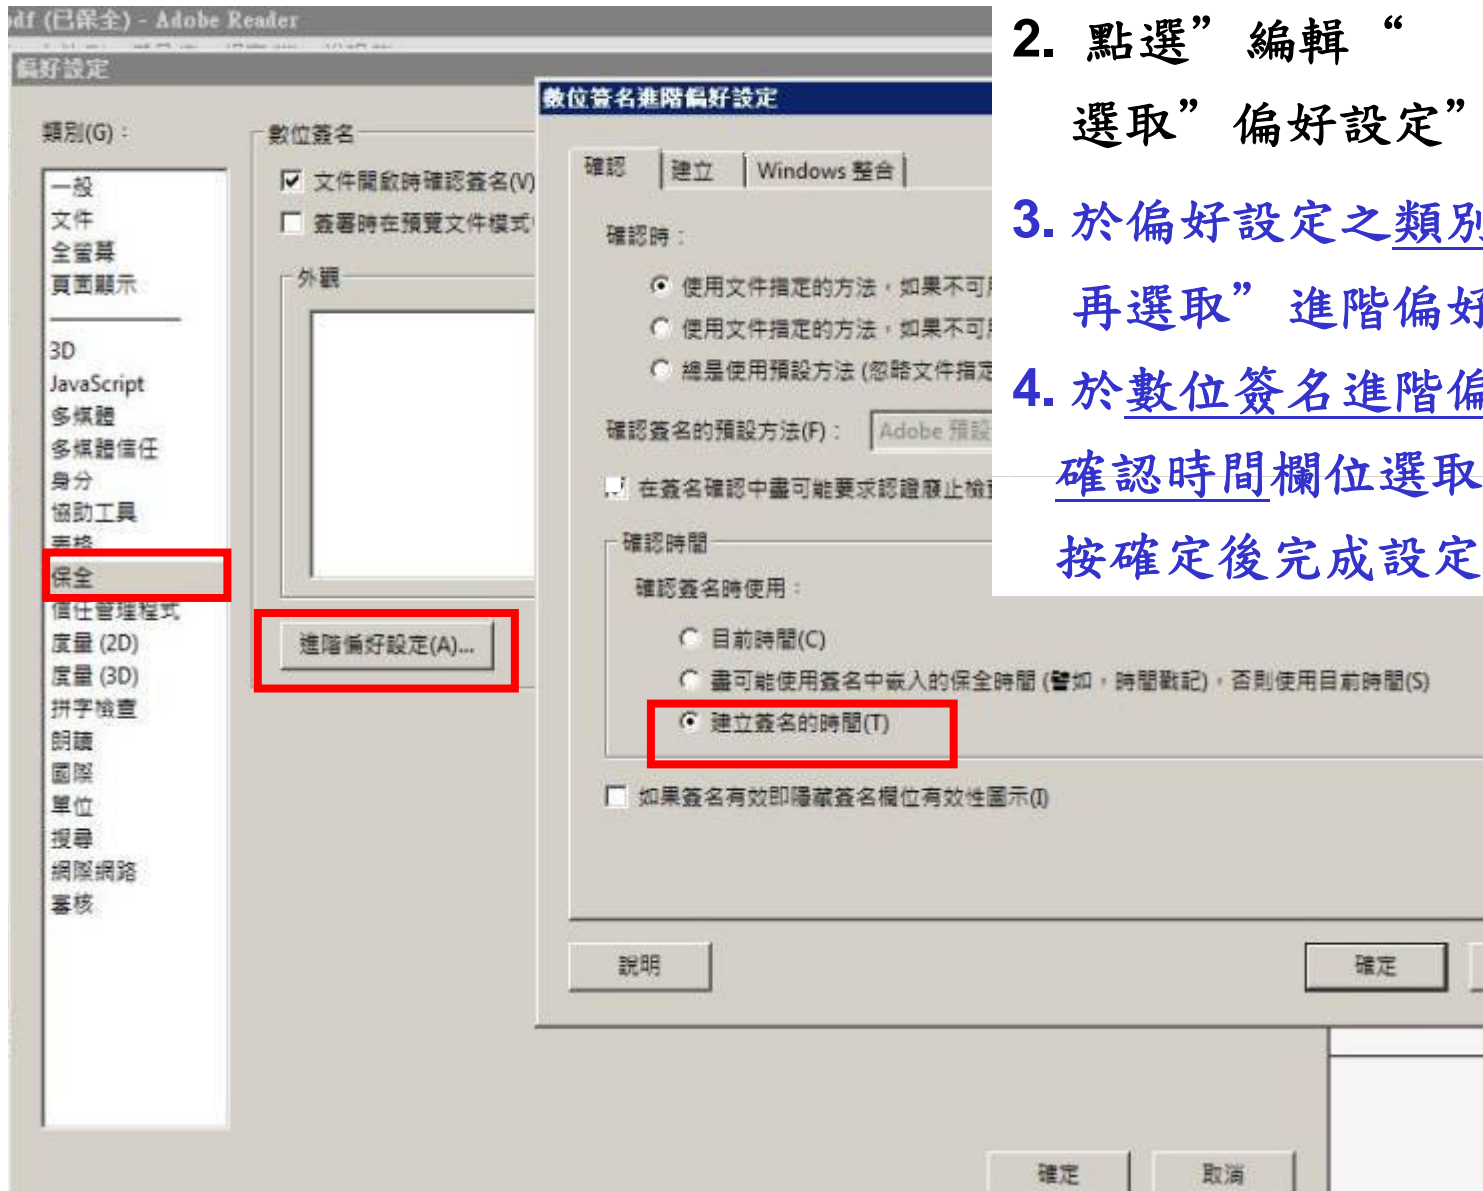 df (已保全) - Adobe Reader
偏好設定
類別(G)：
一般
文件
全螢幕
頁面顯示
3D
JavaScript
多媒體
多媒體信任
身分
協助工具
表格
保全
信任管理程式
度量 (2D)
度量 (3D)
拼字檢查
朗讀
國際
單位
搜尋
網際網路
審核
數位簽名
文件開啟時確認簽名(V)
簽署時在預覽文件模式
外觀
進階偏好設定(A)...
數位簽名進階偏好設定
確認
建立
Windows 整合
確認時：
使用文件指定的方法，如果不可
使用文件指定的方法，如果不可
總是使用預設方法 (忽略文件指定
確認簽名的預設方法(F)：
Adobe 預設
在簽名確認中盡可能要求認證廢止檢
確認時間
確認簽名時使用：
目前時間(C)
盡可能使用簽名中嵌入的保全時間 (譬如，時間戳記)，否則使用目前時間(S)
建立簽名的時間(T)
如果簽名有效即隱藏簽名欄位有效性圖示(I)
說明
確定
確定
取消
2. 點選”編輯“
選取”偏好設定”
3. 於偏好設定之類別
再選取”進階偏好
4. 於數位簽名進階偏
確認時間欄位選取
按確定後完成設定